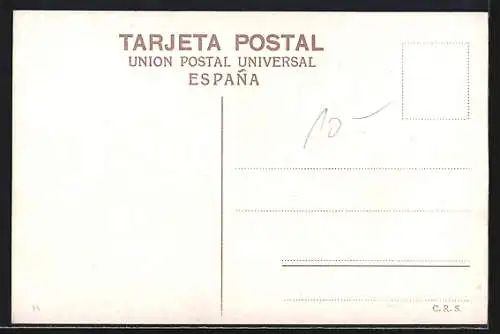 TARJETA POSTAL
UNION POSTAL UNIVERSAL
ESPAÑA
10-
C. R. S.